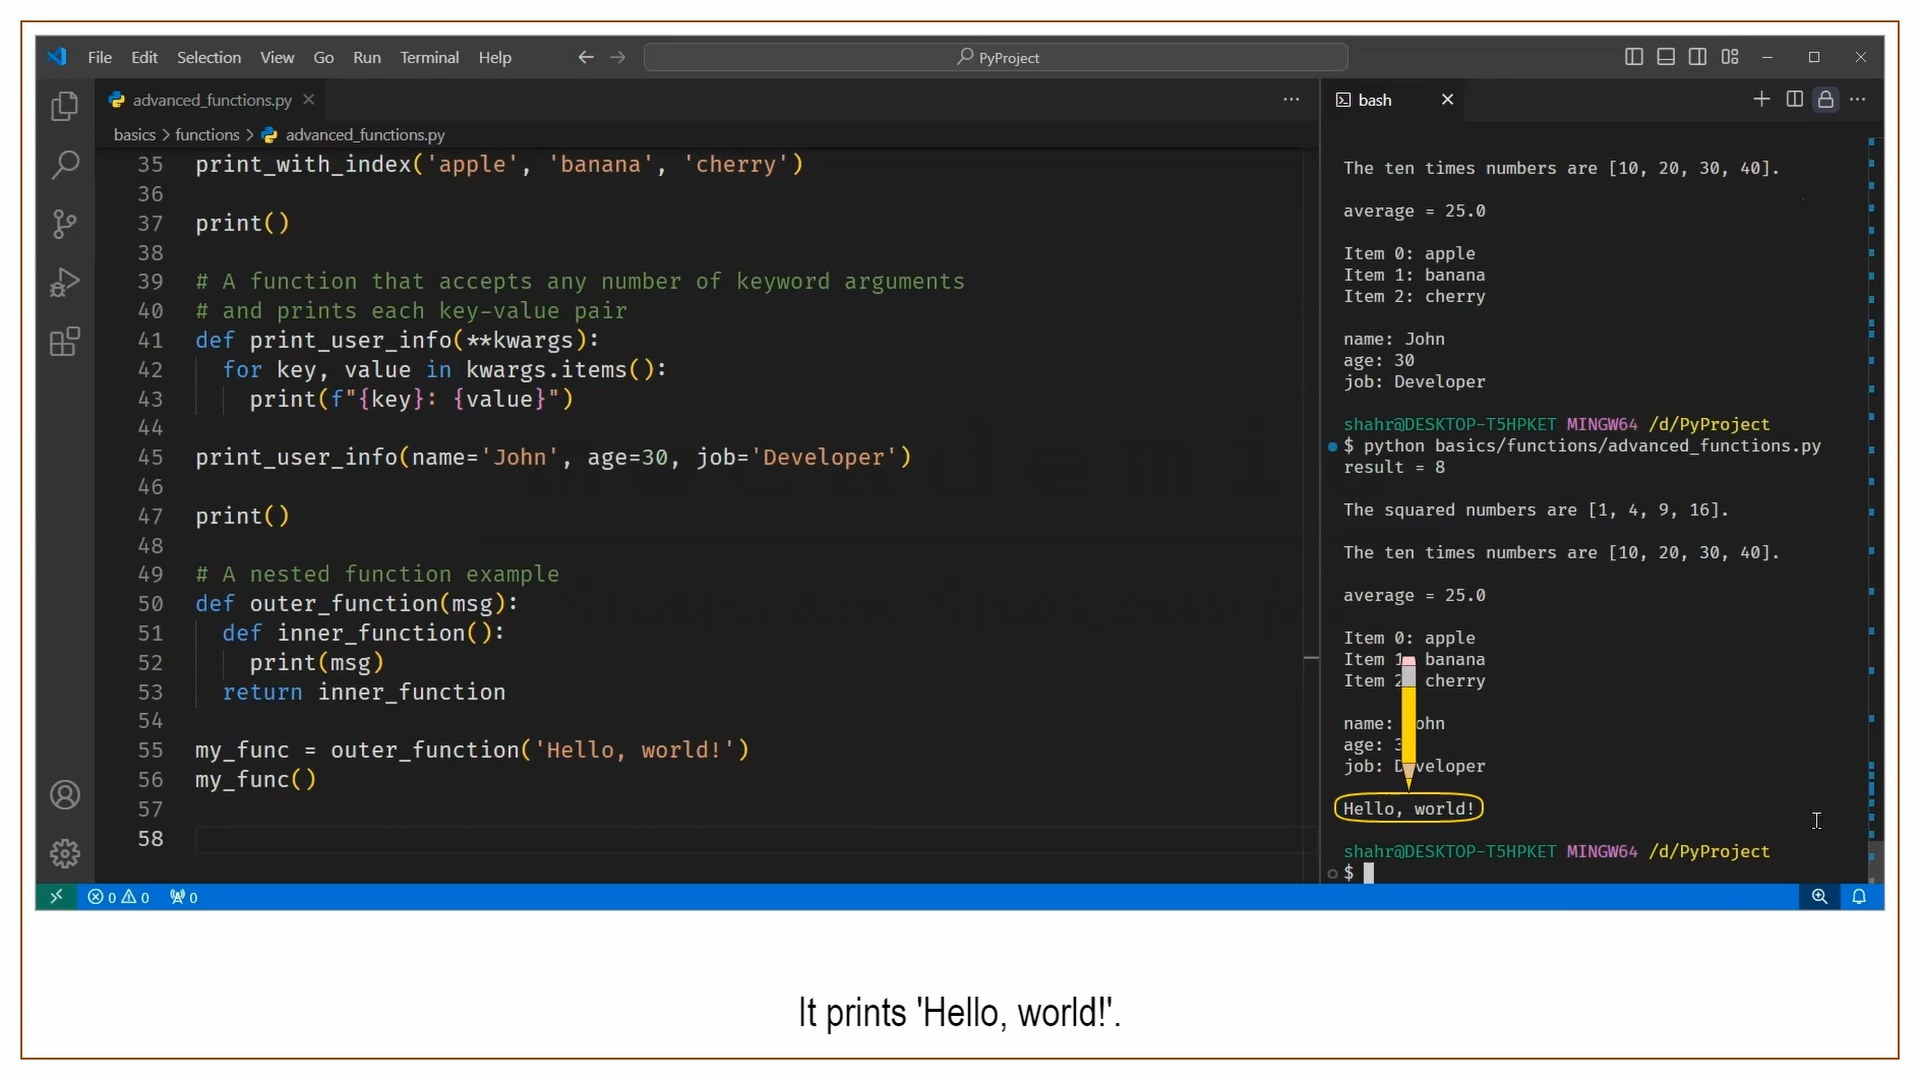 File Edit Selection View Go Run Terminal Help
PyProject
advanced_functions.py
basics > functions > advanced_functions.py
35 print_with_index('apple', 'banana', 'cherry')
36
37 print()
38
39 # A function that accepts any number of keyword arguments
40 # and prints each key-value pair
41 def print_user_info(**kwargs):
42 for key, value in kwargs.items():
43 print(f"{key}: {value}")
44
45 print_user_info(name='John', age=30, job='Developer')
46
47 print()
48
49 # A nested function example
50 def outer_function(msg):
51 def inner_function():
52 print(msg)
53 return inner_function
54
55 my_func = outer_function('Hello, world!')
56 my_func()
57
58
bash
The ten times numbers are [10, 20, 30, 40].
average = 25.0
Item 0: apple
Item 1: banana
Item 2: cherry
name: John
age: 30
job: Developer
shahr@DESKTOP-T5HPKET MINGW64 /d/PyProject
$ python basics/functions/advanced_functions.py
result = 8
The squared numbers are [1, 4, 9, 16].
The ten times numbers are [10, 20, 30, 40].
average = 25.0
Item 0: apple
Item 1 banana
Item 2 cherry
name: ohn
age: 3
job: Developer
Hello, world!
shahr@DESKTOP-T5HPKET MINGW64 /d/PyProject
$
0 0 0
It prints 'Hello, world!'.